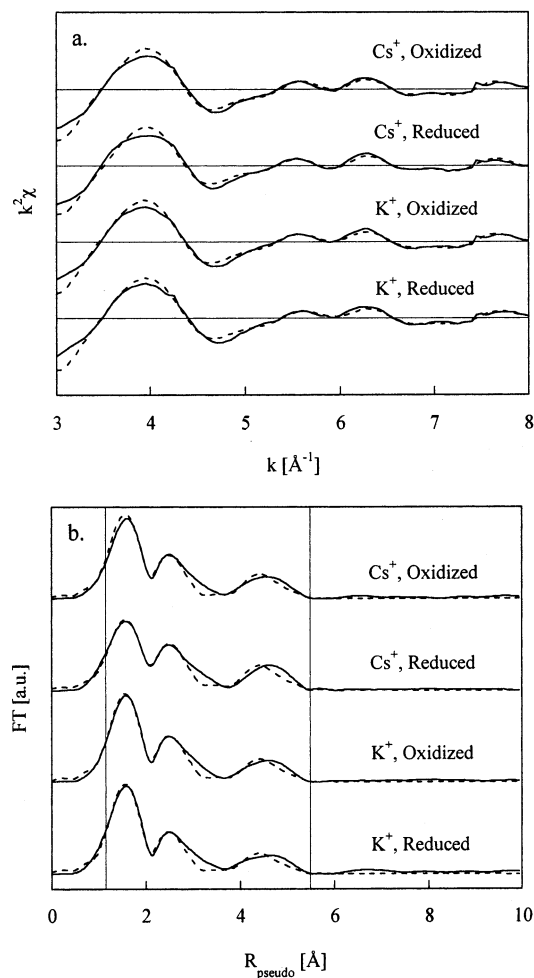 a.
Cs⁺, Oxidized
Cs⁺, Reduced
K⁺, Oxidized
K⁺, Reduced
k²χ
3 4 5 6 7 8
k [Å⁻¹]
b.
Cs⁺, Oxidized
Cs⁺, Reduced
K⁺, Oxidized
K⁺, Reduced
FT [a.u.]
0 2 4 6 8 10
R_pseudo [Å]